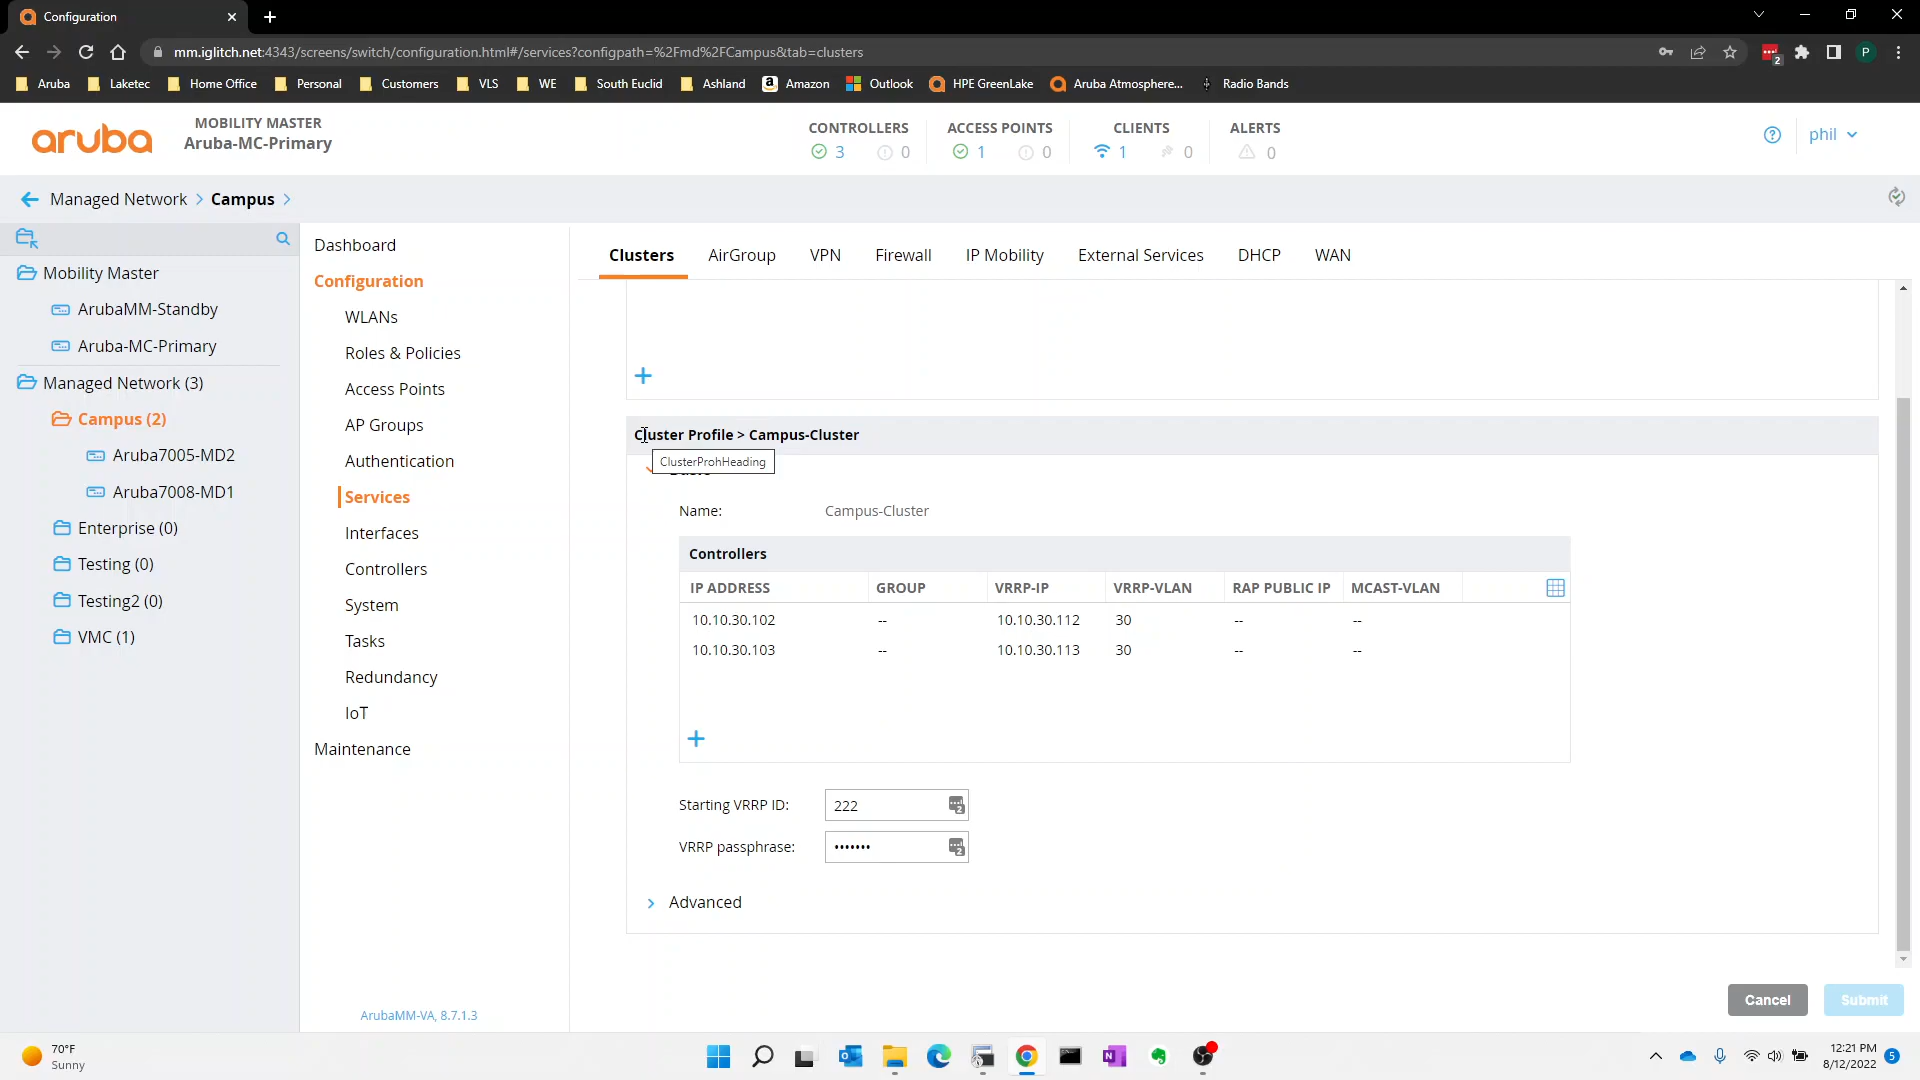 Configuration
mm.iglitch.net:4343/screens/switch/configuration.html#/services?configpath=%2Fmd%2FCampus&tab=clusters
2
P
Aruba
Laketec
Home Office
Personal
Customers
VLS
WE
South Euclid
Ashland
Amazon
Outlook
HPE GreenLake
Aruba Atmosphere...
Radio Bands
aruba
MOBILITY MASTER
Aruba-MC-Primary
CONTROLLERS
3 0
ACCESS POINTS
1 0
CLIENTS
1 0
ALERTS
0
phil
Managed Network > Campus >
Mobility Master
ArubaMM-Standby
Aruba-MC-Primary
Managed Network (3)
Campus (2)
Aruba7005-MD2
Aruba7008-MD1
Enterprise (0)
Testing (0)
Testing2 (0)
VMC (1)
Dashboard
Configuration
WLANs
Roles & Policies
Access Points
AP Groups
Authentication
Services
Interfaces
Controllers
System
Tasks
Redundancy
IoT
Maintenance
ArubaMM-VA, 8.7.1.3
Clusters AirGroup VPN Firewall IP Mobility External Services DHCP WAN
Cluster Profile > Campus-Cluster
ClusterProhHeading
Name: Campus-Cluster
Controllers
IP ADDRESS GROUP VRRP-IP VRRP-VLAN RAP PUBLIC IP MCAST-VLAN
10.10.30.102 -- 10.10.30.112 30 -- --
10.10.30.103 -- 10.10.30.113 30 -- --
Starting VRRP ID: 222
VRRP passphrase: •••••••
Advanced
Cancel
Submit
70°F
Sunny
12:21 PM
8/12/2022
5